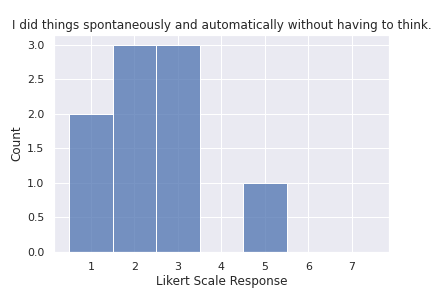 I did things spontaneously and automatically without having to think.
3.0
2.5
2.0
1.5
1.0
0.5
0.0
Count
1 2 3 4 5 6 7
Likert Scale Response